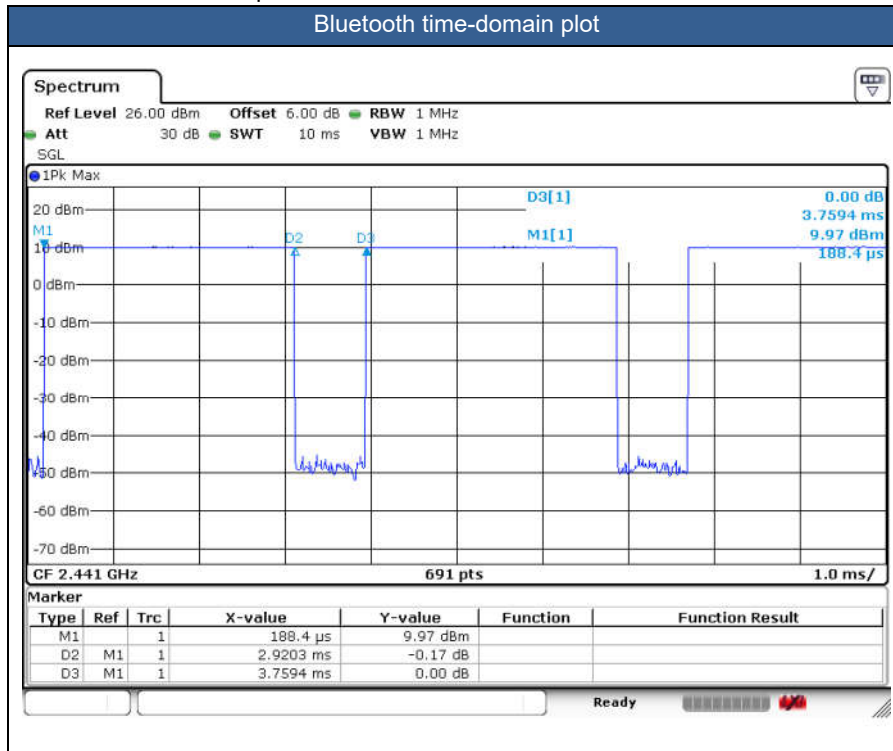 Bluetooth time-domain plot
Spectrum
Ref Level 26.00 dBm Offset 6.00 dB RBW 1 MHz
Att 30 dB SWT 10 ms VBW 1 MHz
SGL
1Pk Max
D3[1] 0.00 dB
3.7594 ms
M1[1] 9.97 dBm
188.4 µs
20 dBm
M1
D2 D3
10 dBm
0 dBm
-10 dBm
-20 dBm
-30 dBm
-40 dBm
-50 dBm
-60 dBm
-70 dBm
CF 2.441 GHz 691 pts 1.0 ms/
Marker
Type Ref Trc X-value Y-value Function Function Result
M1 1 188.4 µs 9.97 dBm
D2 M1 1 2.9203 ms -0.17 dB
D3 M1 1 3.7594 ms 0.00 dB
Ready